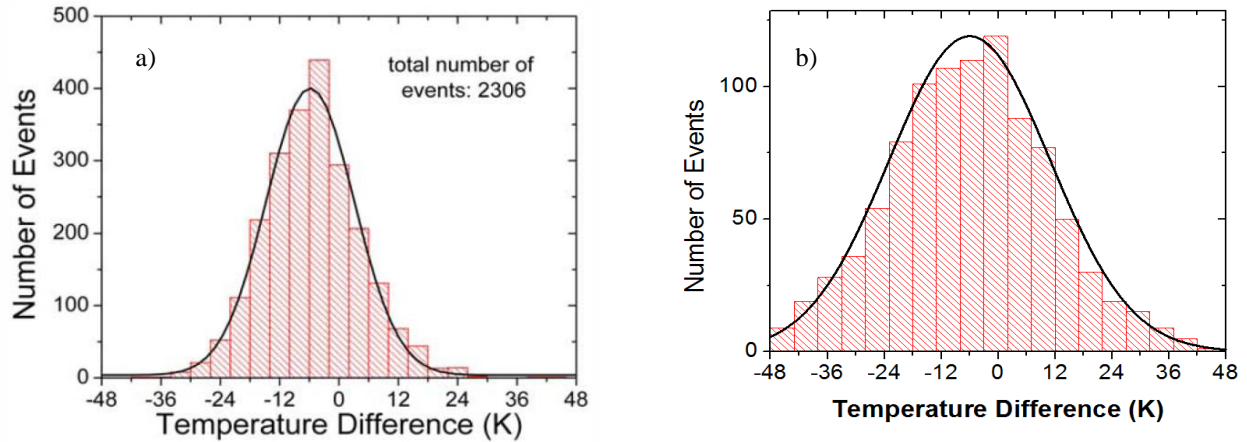 a)
total number of
events: 2306
500
400
300
200
100
0
Number of Events
-48 -36 -24 -12 0 12 24 36 48
Temperature Difference (K)
b)
100
50
0
Number of Events
-48 -36 -24 -12 0 12 24 36 48
Temperature Difference (K)